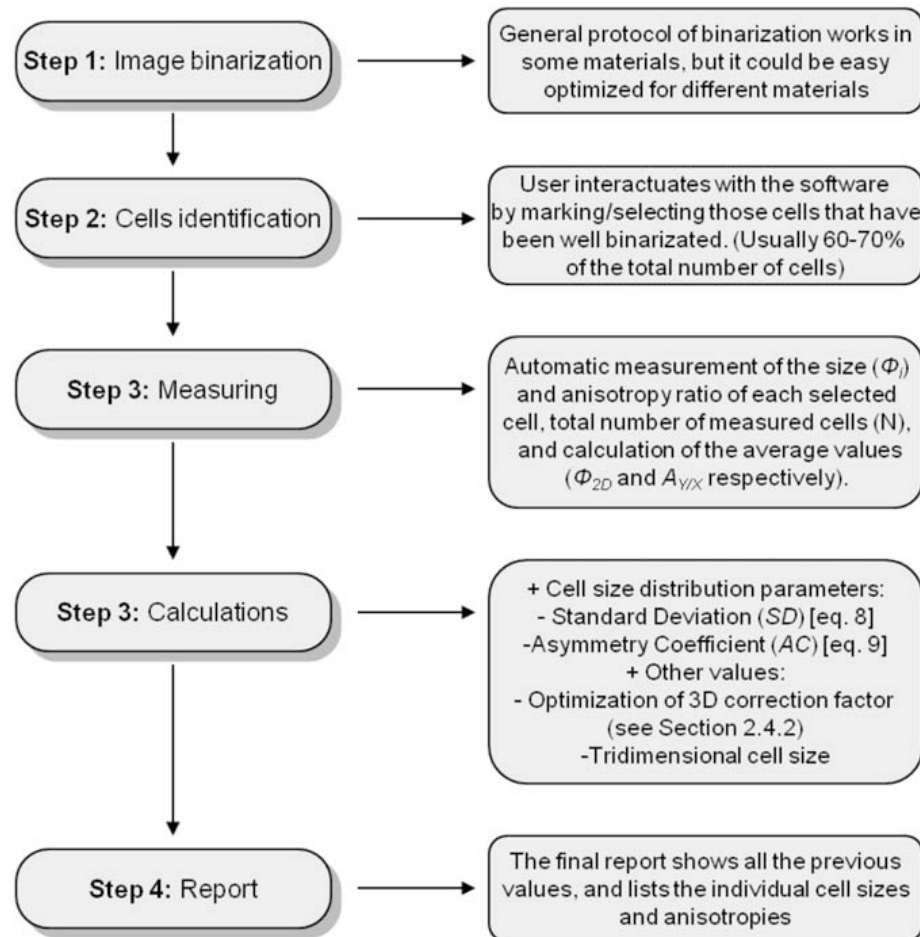 Step 1: Image binarization
General protocol of binarization works in
some materials, but it could be easy
optimized for different materials
Step 2: Cells identification
User interactuates with the software
by marking/selecting those cells that have
been well binarizated. (Usually 60-70%
of the total number of cells)
Step 3: Measuring
Automatic measurement of the size (Φi)
and anisotropy ratio of each selected
cell, total number of measured cells (N),
and calculation of the average values
(Φ2D and AY/X respectively).
Step 3: Calculations
+ Cell size distribution parameters:
- Standard Deviation (SD) [eq. 8]
-Asymmetry Coefficient (AC) [eq. 9]
+ Other values:
- Optimization of 3D correction factor
(see Section 2.4.2)
-Tridimensional cell size
Step 4: Report
The final report shows all the previous
values, and lists the individual cell sizes
and anisotropies